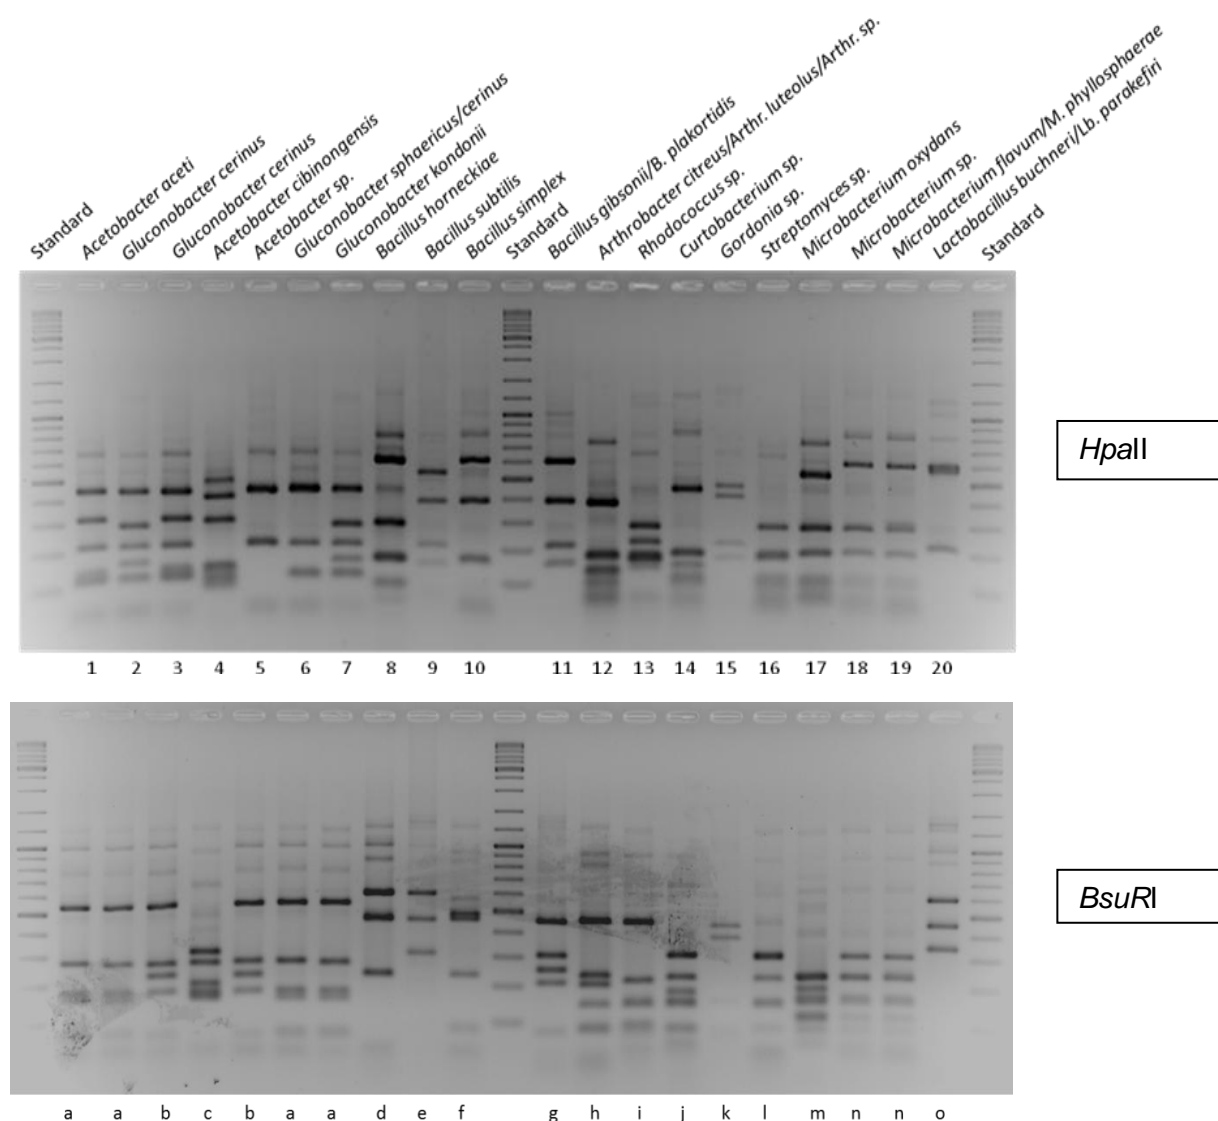 Standard
Acetobacter aceti
Gluconobacter cerinus
Gluconobacter cerinus
Acetobacter cibinongensis
Acetobacter sp.
Gluconobacter sphaericus/cerinus
Gluconobacter kondonii
Bacillus horneckiae
Bacillus subtilis
Bacillus simplex
Standard
Bacillus gibsonii/B. plakortidis
Arthrobacter citreus/Arthr. luteolus/Arthr. sp.
Rhodococcus sp.
Curtobacterium sp.
Gordonia sp.
Streptomyces sp.
Microbacterium oxydans
Microbacterium sp.
Microbacterium flavum/M. phyllosphaerae
Lactobacillus buchneri/Lb. parakefiri
Standard
HpaII
1 2 3 4 5 6 7 8 9 10 11 12 13 14 15 16 17 18 19 20
BsuRI
a a b c b a a d e f g h i j k l m n n o